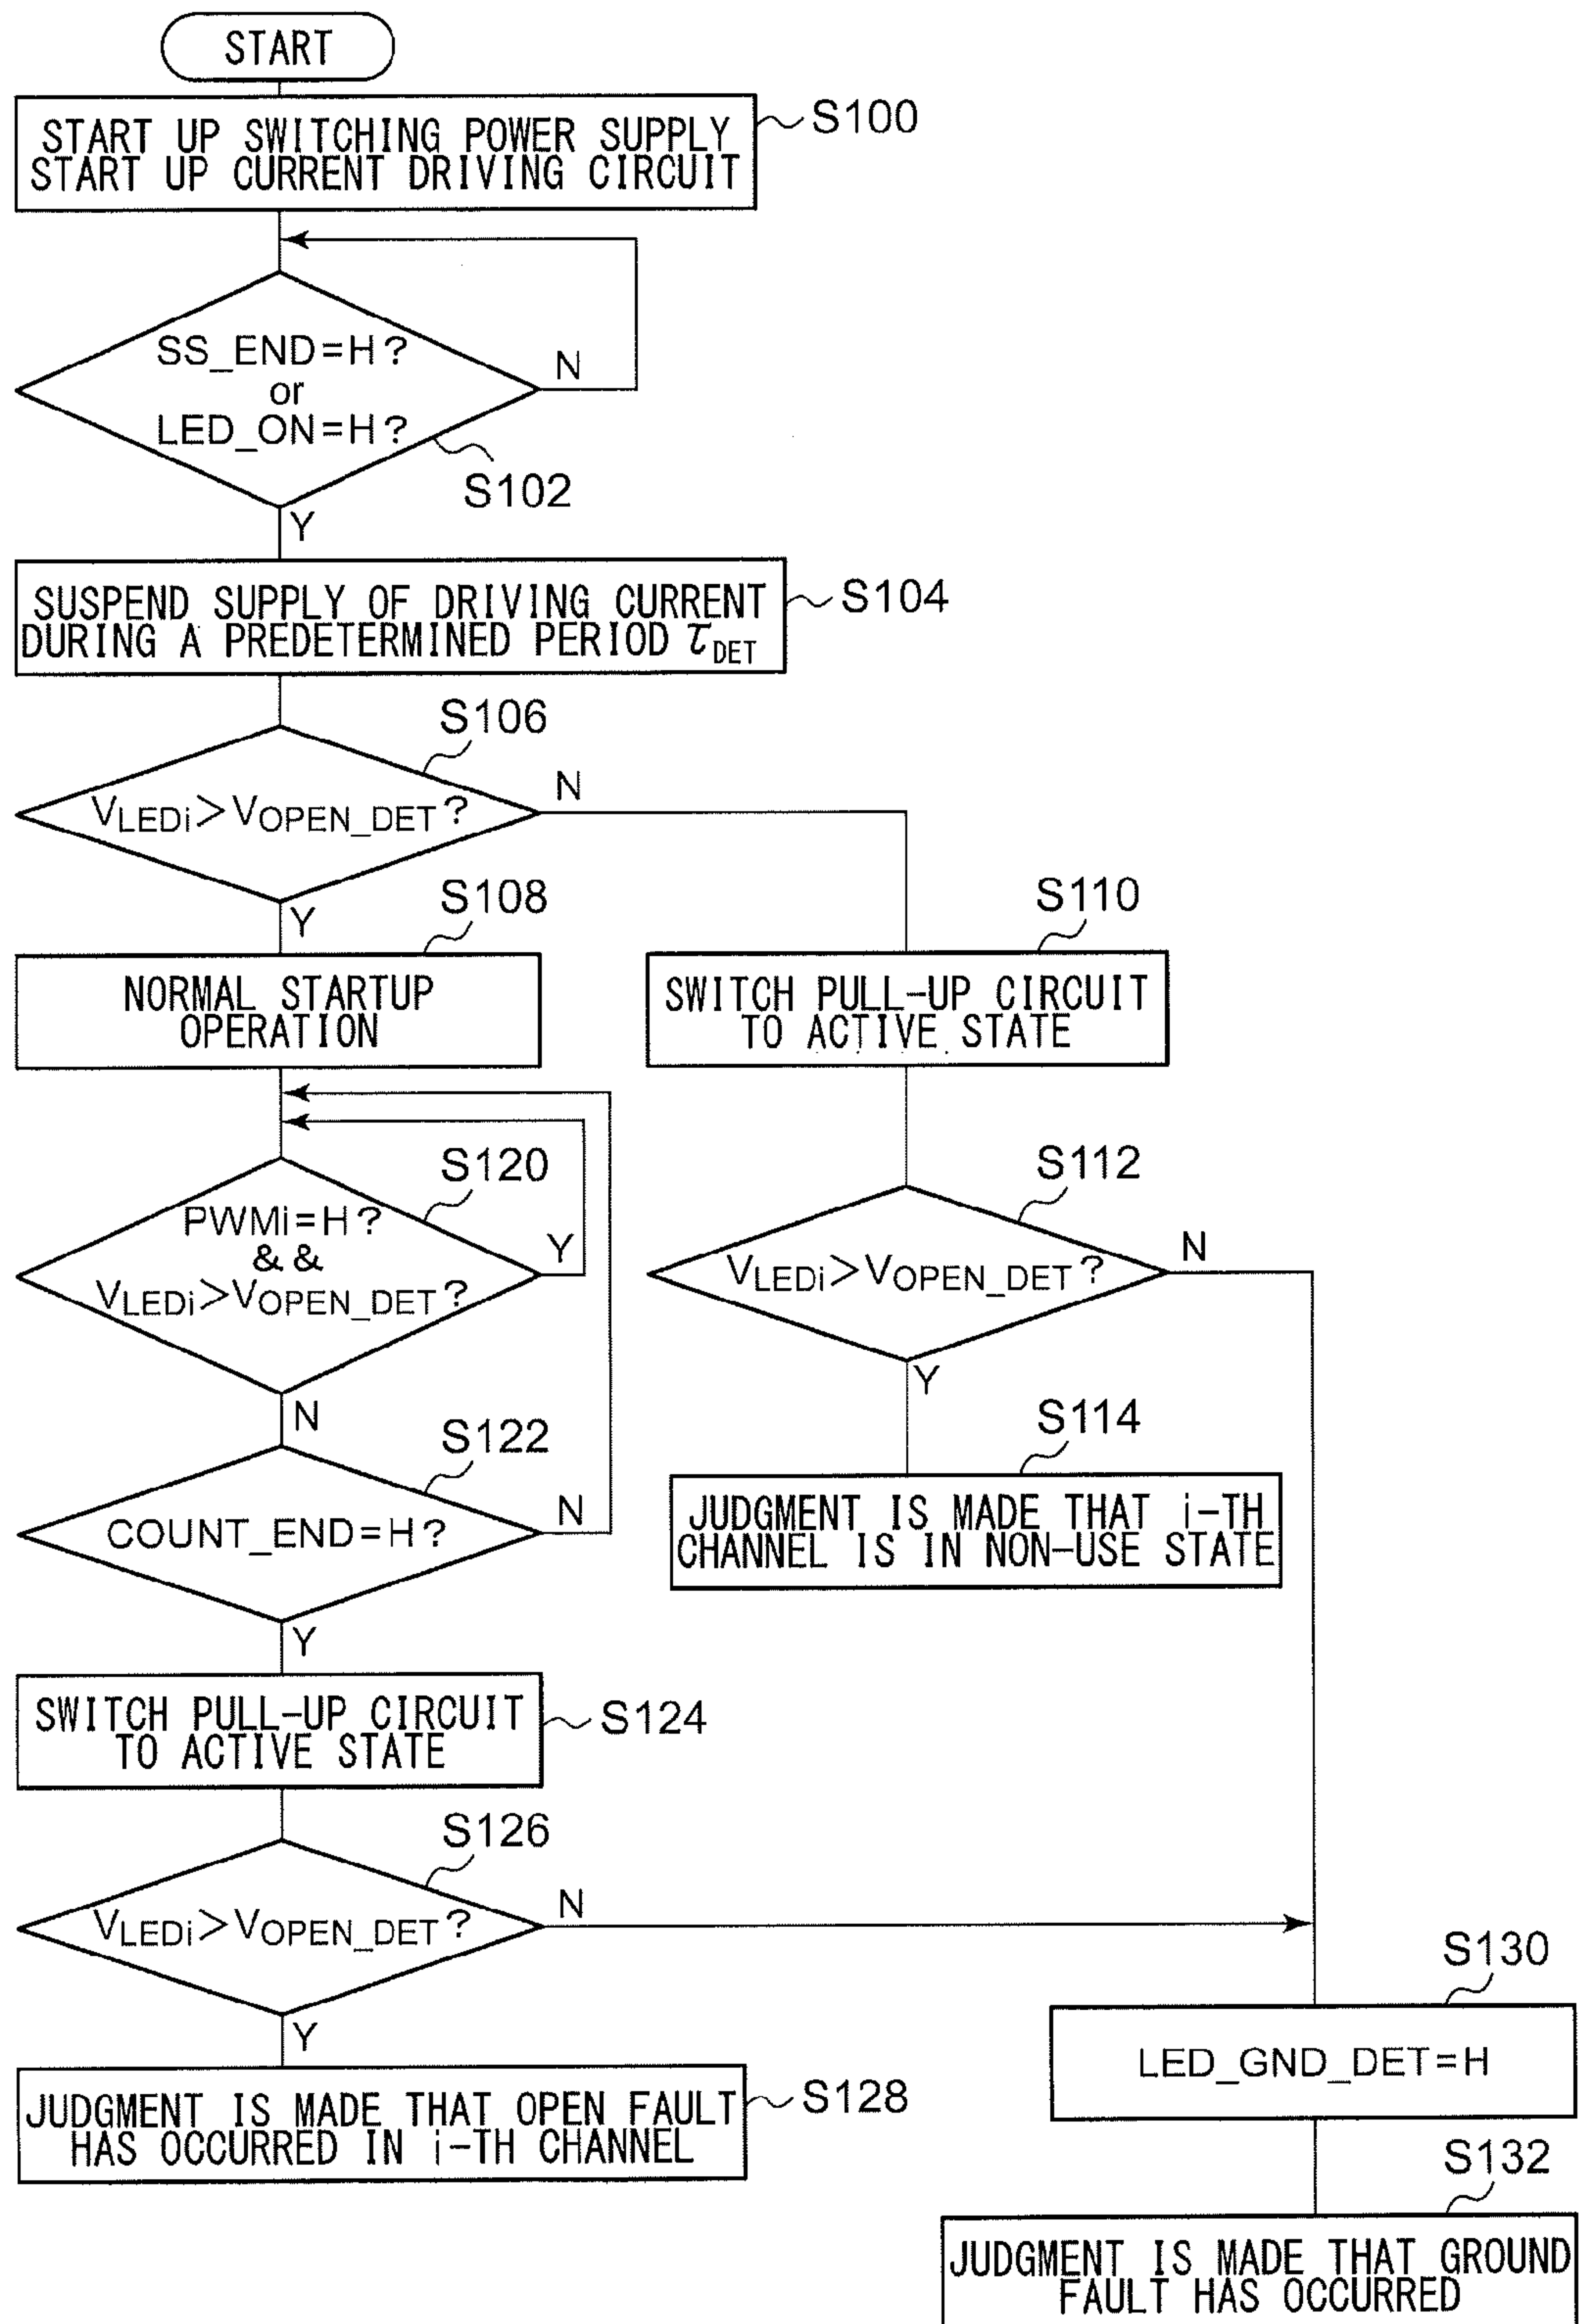 START
START UP SWITCHING POWER SUPPLY
START UP CURRENT DRIVING CIRCUIT
S100
SS_END=H?
or
LED_ON=H?
N
S102
Y
SUSPEND SUPPLY OF DRIVING CURRENT
DURING A PREDETERMINED PERIOD τDET
S104
S106
VLEDi>VOPEN_DET?
N
Y
S108
NORMAL STARTUP
OPERATION
S110
SWITCH PULL-UP CIRCUIT
TO ACTIVE STATE
S120
PWMi=H?
&&
VLEDi>VOPEN_DET?
Y
N
S112
VLEDi>VOPEN_DET?
N
Y
S122
COUNT_END=H?
N
Y
S114
JUDGMENT IS MADE THAT i-TH
CHANNEL IS IN NON-USE STATE
SWITCH PULL-UP CIRCUIT
TO ACTIVE STATE
S124
S126
VLEDi>VOPEN_DET?
N
Y
JUDGMENT IS MADE THAT OPEN FAULT
HAS OCCURRED IN i-TH CHANNEL
S128
S130
LED_GND_DET=H
S132
JUDGMENT IS MADE THAT GROUND
FAULT HAS OCCURRED